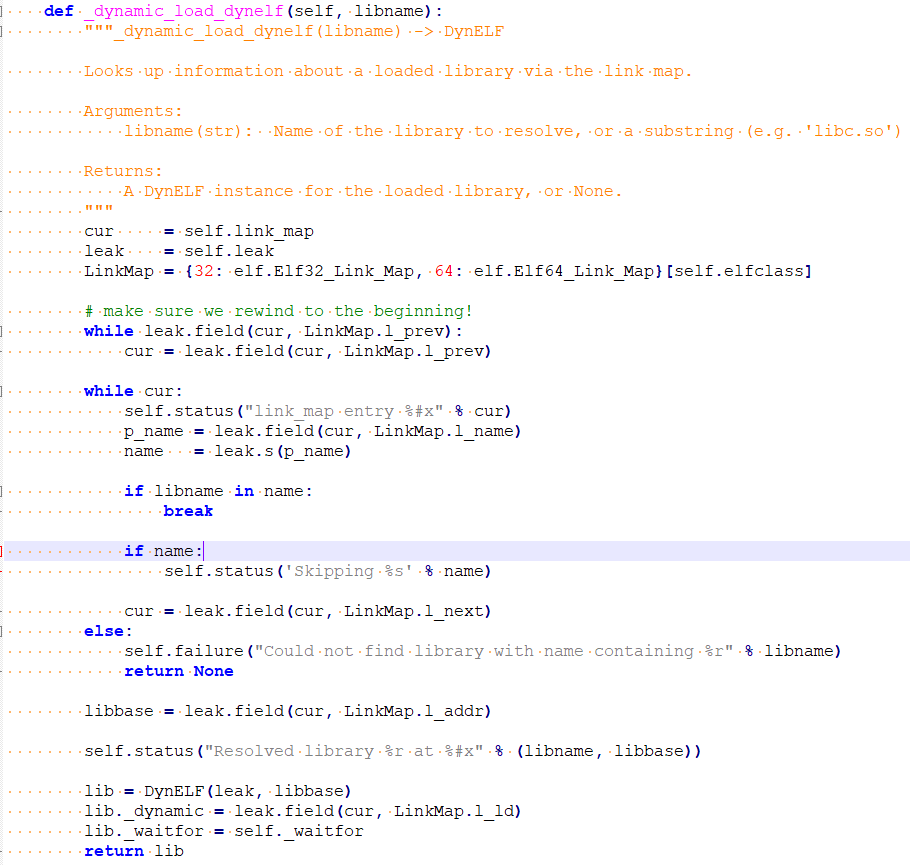 def _dynamic_load_dynelf(self, libname):
"""_dynamic_load_dynelf(libname) -> DynELF
Looks up information about a loaded library via the link map.
Arguments:
libname(str):  Name of the library to resolve, or a substring (e.g. 'libc.so')
Returns:
A DynELF instance for the loaded library, or None.
"""
cur     = self.link_map
leak    = self.leak
LinkMap = {32: elf.Elf32_Link_Map, 64: elf.Elf64_Link_Map}[self.elfclass]
# make sure we rewind to the beginning!
while leak.field(cur, LinkMap.l_prev):
cur = leak.field(cur, LinkMap.l_prev)
while cur:
self.status("link_map entry %#x" % cur)
p_name = leak.field(cur, LinkMap.l_name)
name   = leak.s(p_name)
if libname in name:
break
if name:
self.status('Skipping %s' % name)
cur = leak.field(cur, LinkMap.l_next)
else:
self.failure("Could not find library with name containing %r" % libname)
return None
libbase = leak.field(cur, LinkMap.l_addr)
self.status("Resolved library %r at %#x" % (libname, libbase))
lib = DynELF(leak, libbase)
lib._dynamic = leak.field(cur, LinkMap.l_ld)
lib._waitfor = self._waitfor
return lib